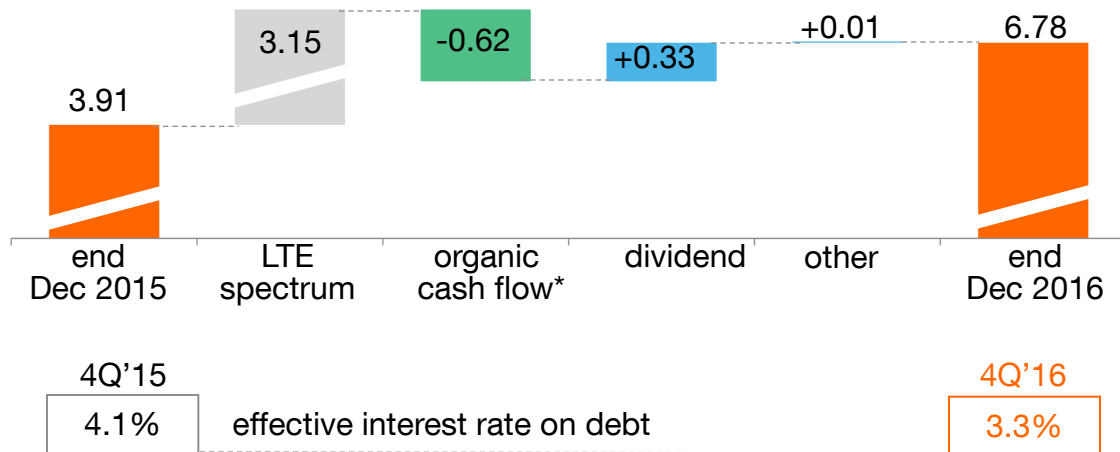 3.91
3.15
-0.62
+0.33
+0.01
6.78
end
Dec 2015
LTE
spectrum
organic
cash flow*
dividend
other
end
Dec 2016
4Q’15
4.1%
effective interest rate on debt
4Q’16
3.3%